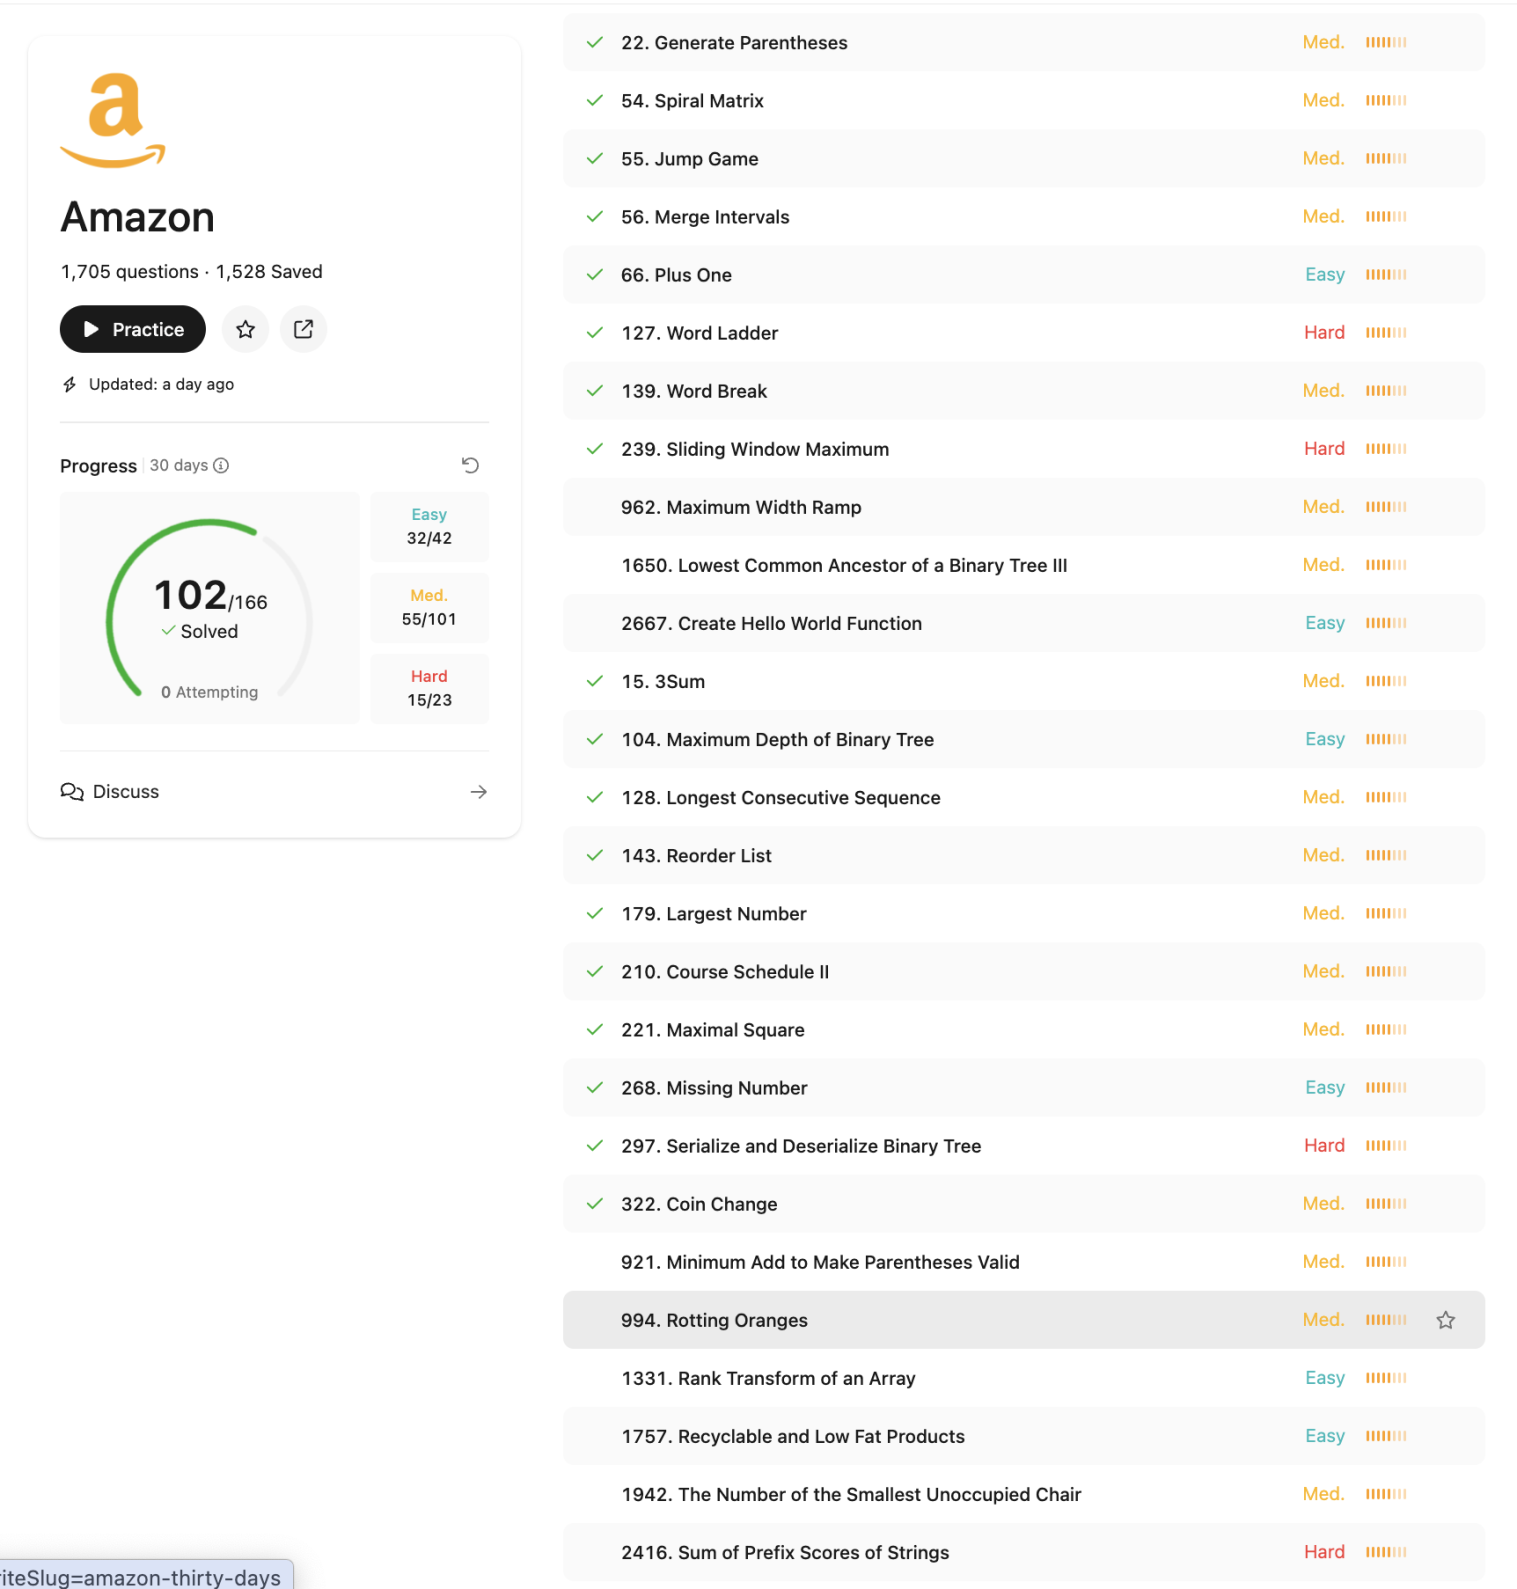 Amazon
1,705 questions · 1,528 Saved
Practice
Updated: a day ago
Progress 30 days
102/166
Solved
0 Attempting
Easy
32/42
Med.
55/101
Hard
15/23
Discuss
22. Generate Parentheses Med.
54. Spiral Matrix Med.
55. Jump Game Med.
56. Merge Intervals Med.
66. Plus One Easy
127. Word Ladder Hard
139. Word Break Med.
239. Sliding Window Maximum Hard
962. Maximum Width Ramp Med.
1650. Lowest Common Ancestor of a Binary Tree III Med.
2667. Create Hello World Function Easy
15. 3Sum Med.
104. Maximum Depth of Binary Tree Easy
128. Longest Consecutive Sequence Med.
143. Reorder List Med.
179. Largest Number Med.
210. Course Schedule II Med.
221. Maximal Square Med.
268. Missing Number Easy
297. Serialize and Deserialize Binary Tree Hard
322. Coin Change Med.
921. Minimum Add to Make Parentheses Valid Med.
994. Rotting Oranges Med.
1331. Rank Transform of an Array Easy
1757. Recyclable and Low Fat Products Easy
1942. The Number of the Smallest Unoccupied Chair Med.
2416. Sum of Prefix Scores of Strings Hard
riteSlug=amazon-thirty-days